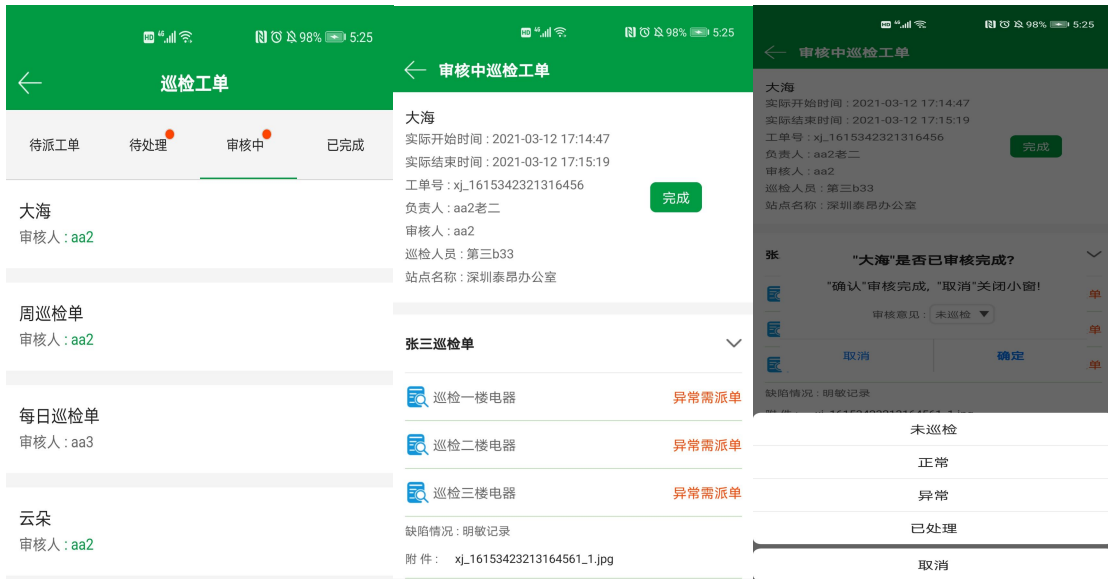 HD 46 98% 5:25
巡检工单
待派工单 待处理 审核中 已完成
大海
审核人 : aa2
周巡检单
审核人 : aa2
每日巡检单
审核人 : aa3
云朵
审核人 : aa2
HD 46 98% 5:25
审核中巡检工单
大海
实际开始时间 : 2021-03-12 17:14:47
实际结束时间 : 2021-03-12 17:15:19
工单号 : xj_1615342321316456
完成
负责人 : aa2老二
审核人 : aa2
巡检人员 : 第三b33
站点名称 : 深圳泰昂办公室
张三巡检单
巡检一楼电器 异常需派单
巡检二楼电器 异常需派单
巡检三楼电器 异常需派单
缺陷情况 : 明敏记录
附 件 : xj_16153423213164561_1.jpg
HD 46 98% 5:25
审核中巡检工单
大海
实际开始时间 : 2021-03-12 17:14:47
实际结束时间 : 2021-03-12 17:15:19
工单号 : xj_1615342321316456
完成
负责人 : aa2老二
审核人 : aa2
巡检人员 : 第三b33
站点名称 : 深圳泰昂办公室
张
"大海"是否已审核完成?
"确认"审核完成, "取消"关闭小窗!
单
审核意见 : 未巡检 ▼
单
取消 确定
单
缺陷情况 : 明敏记录
未巡检
正常
异常
已处理
取消